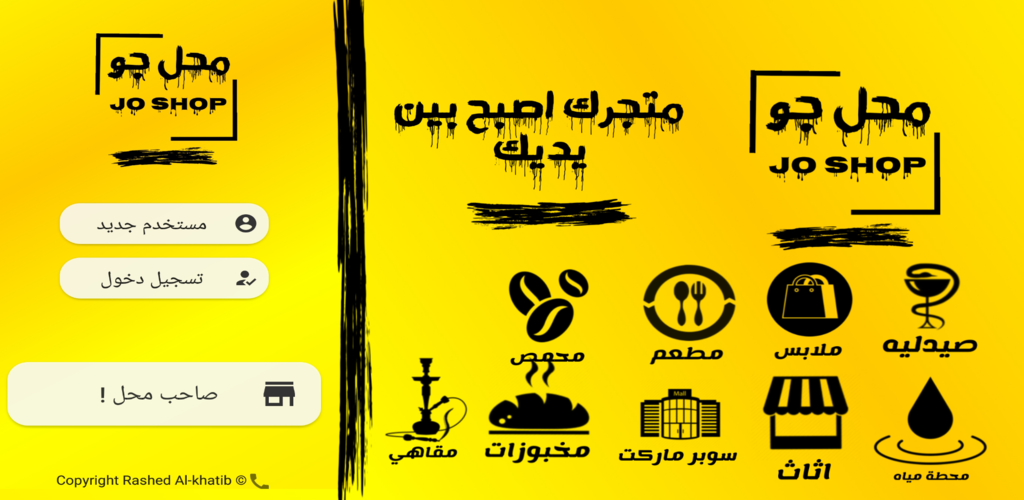 محل جو
JO SHOP
مستخدم جديد
تسجيل دخول
صاحب محل !
Copyright Rashed Al-khatib ©
متجرك اصبح بين
يديك
محل جو
JO SHOP
صيدليه
ملابس
مطعم
محمص
محطة مياه
اثاث
Mall
سوبر ماركت
مخبوزات
مقاهي